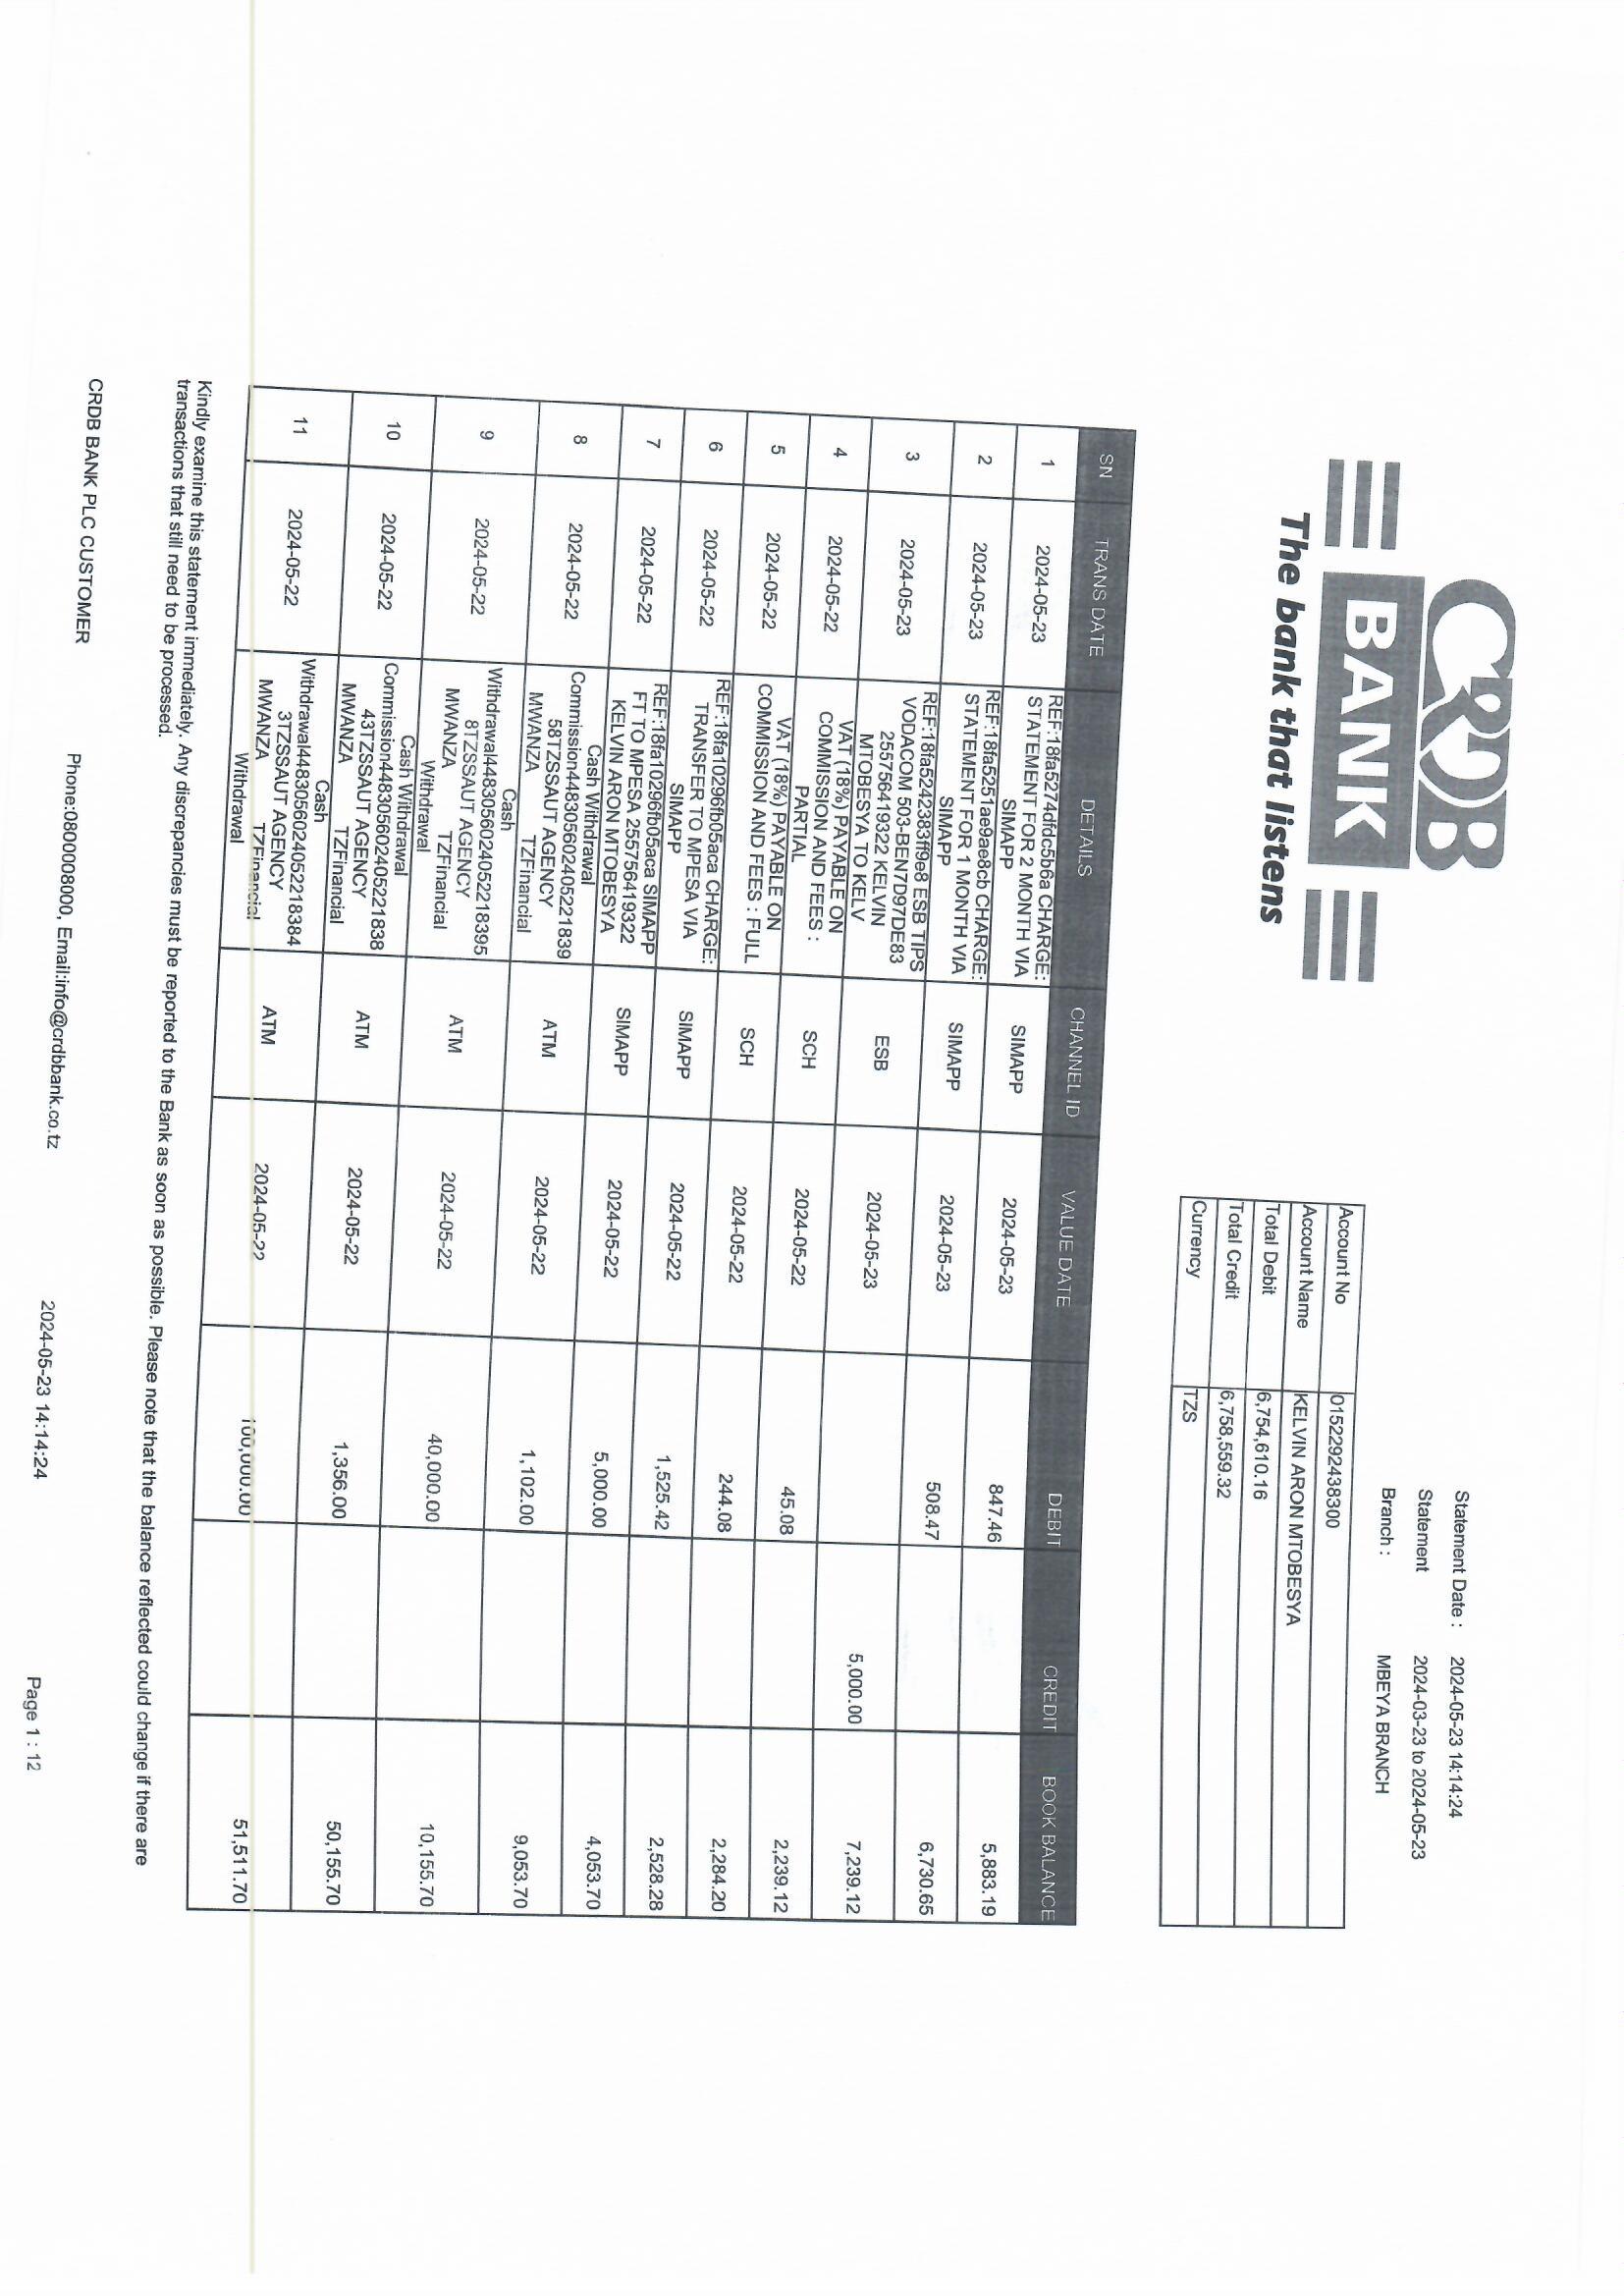 CRDB
BANK
The bank that listens
Statement Date : 2024-05-23 14:14:24
Statement 2024-03-23 to 2024-05-23
Branch : MBEYA BRANCH
Account No 0152292438300
Account Name KELVIN ARON MTOBESYA
Total Debit 6,754,610.16
Total Credit 6,758,559.32
Currency TZS
SN TRANS DATE DETAILS CHANNEL ID VALUE DATE DEBIT CREDIT BOOK BALANCE
REF:18fa5274dfdc5b6a CHARGE:
1 2024-05-23 STATEMENT FOR 2 MONTH VIA SIMAPP 2024-05-23 847.46 5,883.19
SIMAPP
REF:18fa5251ae9ae8cb CHARGE:
2 2024-05-23 STATEMENT FOR 1 MONTH VIA SIMAPP 2024-05-23 508.47 6,730.65
SIMAPP
REF:18fa5242383ff9e8 ESB TIPS
VODACOM 503-BEN7D97DE83
3 2024-05-23 255756419322 KELVIN ESB 2024-05-23 5,000.00 7,239.12
MTOBESYA TO KELV
VAT (18%) PAYABLE ON
4 2024-05-22 COMMISSION AND FEES : SCH 2024-05-22 45.08 2,239.12
PARTIAL
5 2024-05-22 VAT (18%) PAYABLE ON SCH 2024-05-22 244.08 2,284.20
COMMISSION AND FEES : FULL
REF:18fa10296fb05aca CHARGE:
6 2024-05-22 TRANSFER TO MPESA VIA SIMAPP 2024-05-22 1,525.42 2,528.28
SIMAPP
REF:18fa10296fb05aca SIMAPP
7 2024-05-22 FT TO MPESA 255756419322 SIMAPP 2024-05-22 5,000.00 4,053.70
KELVIN ARON MTOBESYA
Cash Withdrawal
Commission4483056024052221839
8 2024-05-22 58TZSSAUT AGENCY ATM 2024-05-22 1,102.00 9,053.70
MWANZA TZFinancial
Cash
Withdrawal448305602405221 8395
9 2024-05-22 8TZSSAUT AGENCY ATM 2024-05-22 40,000.00 10,155.70
MWANZA TZFinancial
Withdrawal
Cash Withdrawal
Commission4483056024052221838
10 2024-05-22 43TZSSAUT AGENCY ATM 2024-05-22 1,356.00 50,155.70
MWANZA TZFinancial
Cash
Withdrawal4483056024052218384
11 2024-05-22 3TZSSAUT AGENCY ATM 2024-05-22 100,000.00 51,511.70
MWANZA TZFinancial
Withdrawal
Kindly examine this statement immediately. Any discrepancies must be reported to the Bank as soon as possible. Please note that the balance reflected could change if there are
transactions that still need to be processed.
CRDB BANK PLC CUSTOMER Phone:0800008000, Email:info@crdbbank.co.tz 2024-05-23 14:14:24 Page 1 : 12